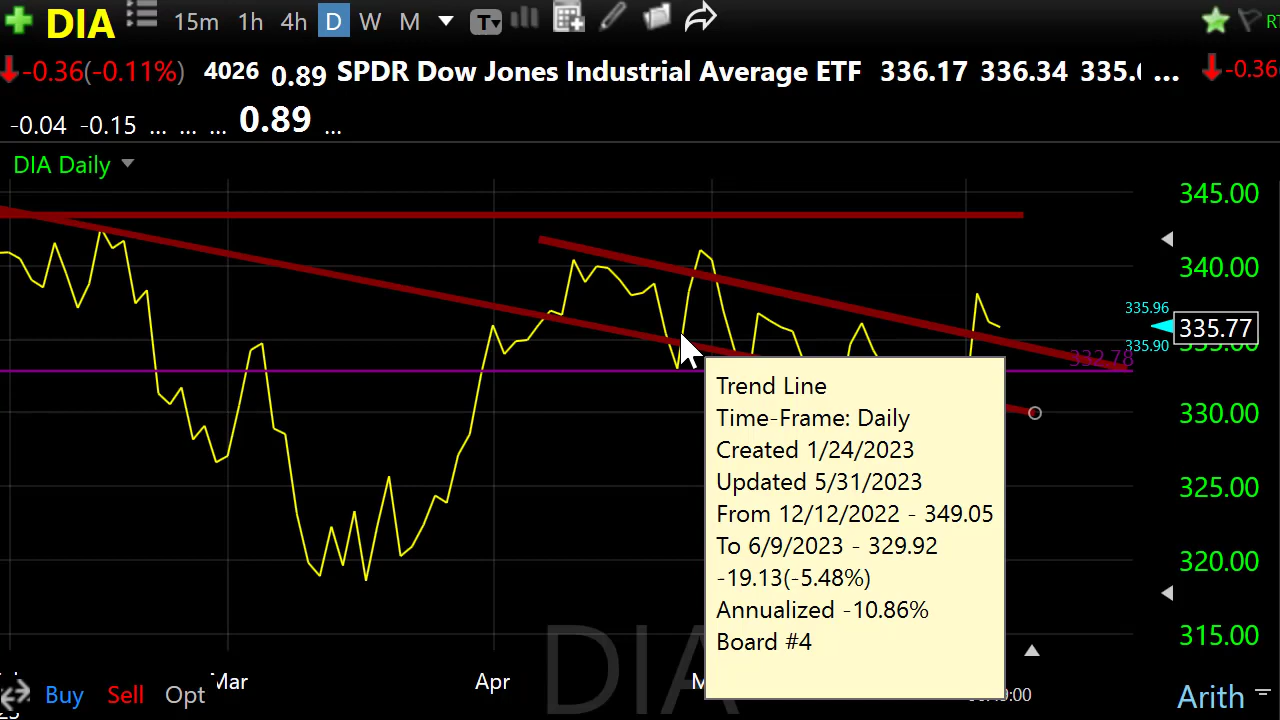 DIA 15m 1h 4h D W M T
-0.36(-0.11%) 4026 0.89 SPDR Dow Jones Industrial Average ETF 336.17 336.34 335. ... -0.36
-0.04 -0.15 ... ... ... 0.89 ...
DIA Daily
345.00
340.00
335.96
335.77
335.90
332.78
330.00
325.00
320.00
315.00
Trend Line
Time-Frame: Daily
Created 1/24/2023
Updated 5/31/2023
From 12/12/2022 - 349.05
To 6/9/2023 - 329.92
-19.13(-5.48%)
Annualized -10.86%
Board #4
DIA
Mar Apr
Buy Sell Opt
Arith